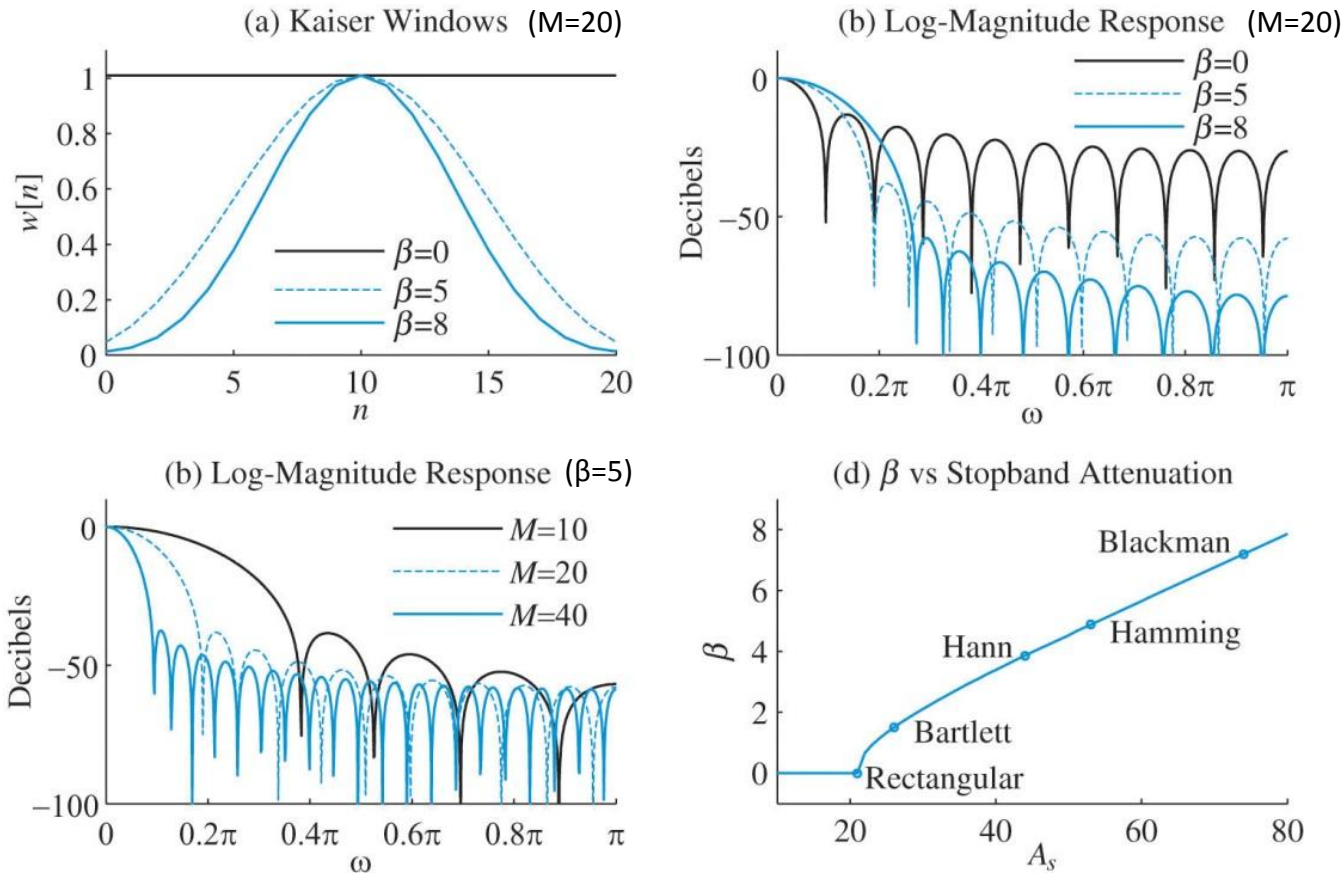 (a) Kaiser Windows (M=20)
1
0.8
0.6
0.4
0.2
0
w[n]
β=0
β=5
β=8
0 5 10 15 20
n
(b) Log-Magnitude Response (M=20)
β=0
β=5
β=8
0
−50
−100
Decibels
0 0.2π 0.4π 0.6π 0.8π π
ω
(b) Log-Magnitude Response (β=5)
M=10
M=20
M=40
0
−50
−100
Decibels
0 0.2π 0.4π 0.6π 0.8π π
ω
(d) β vs Stopband Attenuation
8
6
4
2
0
β
Blackman
Hamming
Hann
Bartlett
Rectangular
20 40 60 80
A_s